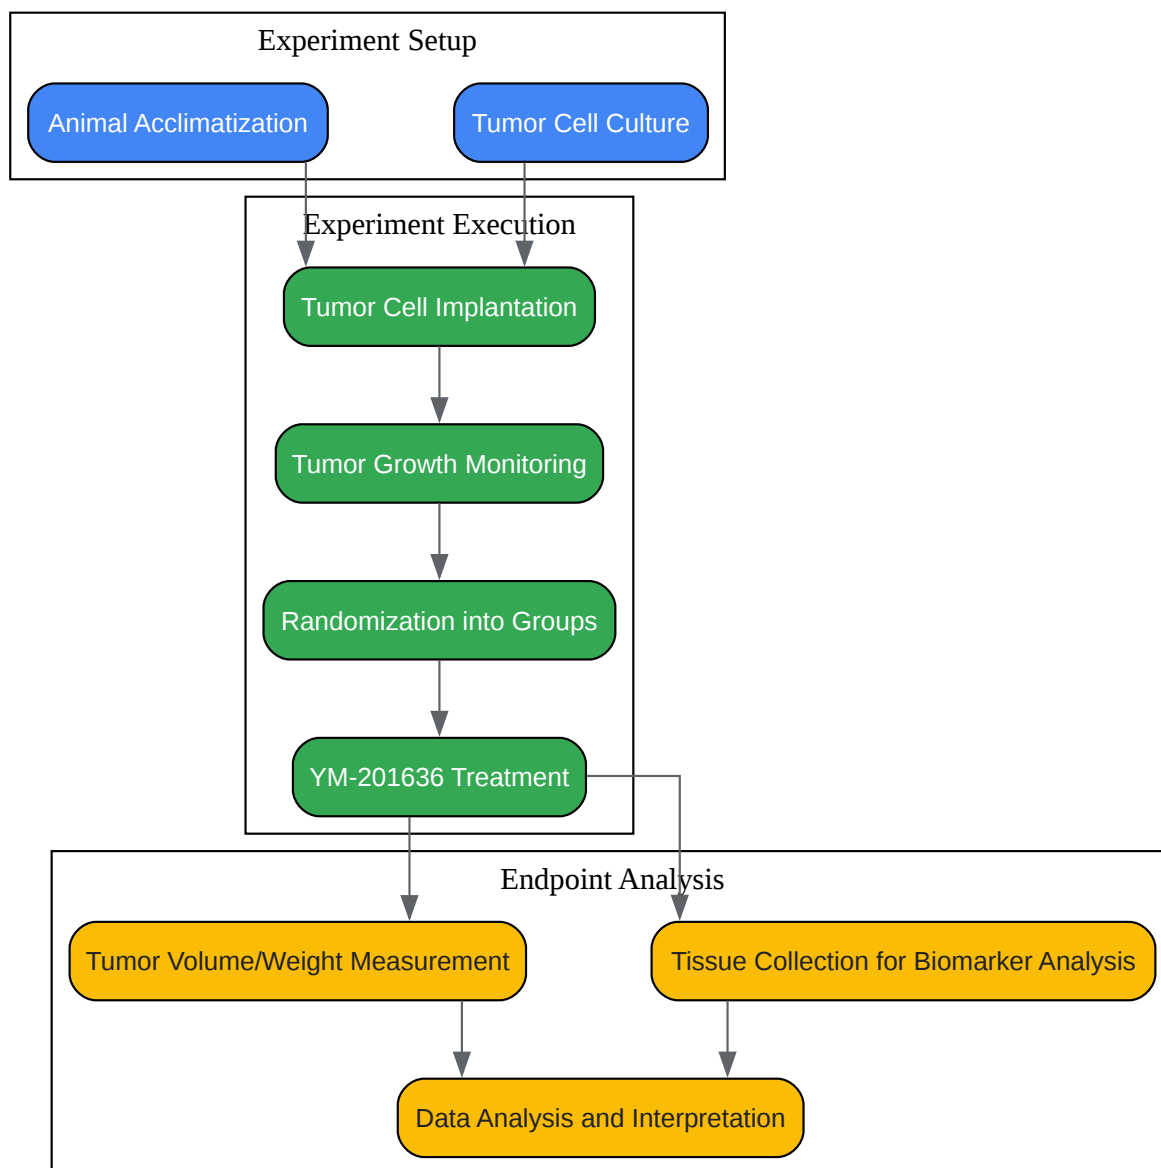 Experiment Setup
Animal Acclimatization
Tumor Cell Culture
Experiment Execution
Tumor Cell Implantation
Tumor Growth Monitoring
Randomization into Groups
YM-201636 Treatment
Endpoint Analysis
Tumor Volume/Weight Measurement
Tissue Collection for Biomarker Analysis
Data Analysis and Interpretation